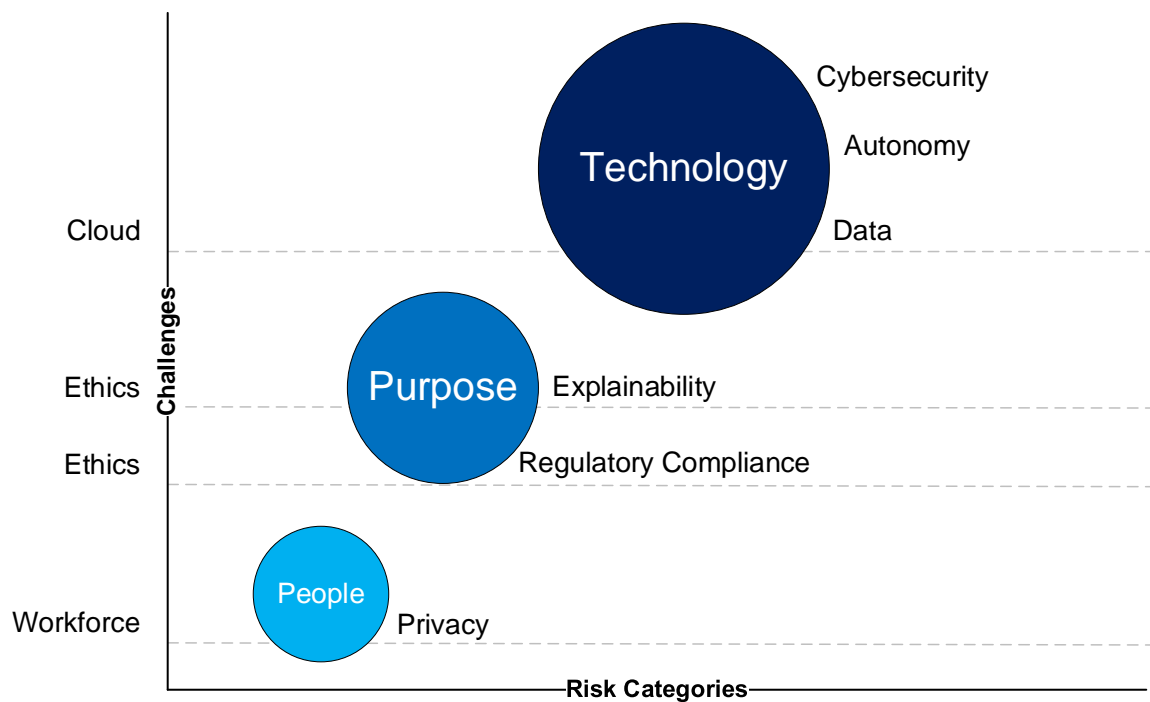 Cybersecurity
Autonomy
Technology
Cloud
Data
Challenges
Ethics
Purpose
Explainability
Ethics
Regulatory Compliance
People
Workforce
Privacy
Risk Categories